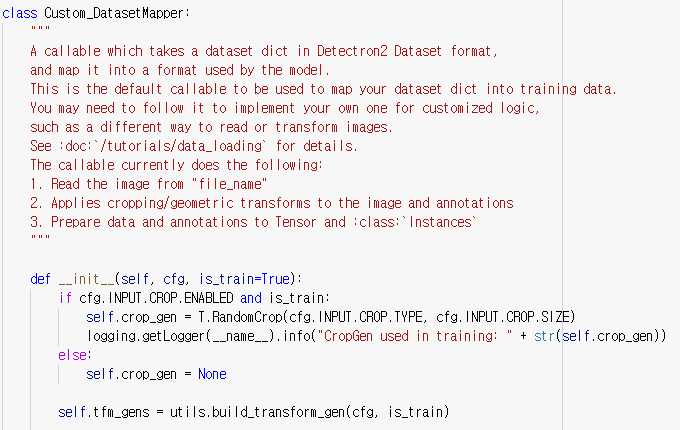 class Custom_DatasetMapper:
    """
    A callable which takes a dataset dict in Detectron2 Dataset format,
    and map it into a format used by the model.
    This is the default callable to be used to map your dataset dict into training data.
    You may need to follow it to implement your own one for customized logic,
    such as a different way to read or transform images.
    See :doc:`/tutorials/data_loading` for details.
    The callable currently does the following:
    1. Read the image from "file_name"
    2. Applies cropping/geometric transforms to the image and annotations
    3. Prepare data and annotations to Tensor and :class:`Instances`
    """
    def __init__(self, cfg, is_train=True):
        if cfg.INPUT.CROP.ENABLED and is_train:
            self.crop_gen = T.RandomCrop(cfg.INPUT.CROP.TYPE, cfg.INPUT.CROP.SIZE)
            logging.getLogger(__name__).info("CropGen used in training: " + str(self.crop_gen))
        else:
            self.crop_gen = None
        self.tfm_gens = utils.build_transform_gen(cfg, is_train)